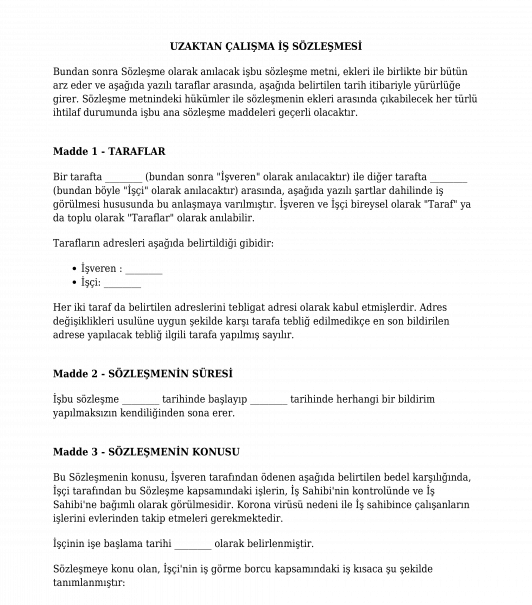 UZAKTAN ÇALIŞMA İŞ SÖZLEŞMESİ
Bundan sonra Sözleşme olarak anılacak işbu sözleşme metni, ekleri ile birlikte bir bütün
arz eder ve aşağıda yazılı taraflar arasında, aşağıda belirtilen tarih itibariyle yürürlüğe
girer. Sözleşme metnindeki hükümler ile sözleşmenin ekleri arasında çıkabilecek her türlü
ihtilaf durumunda işbu ana sözleşme maddeleri geçerli olacaktır.
Madde 1 - TARAFLAR
Bir tarafta ________ (bundan sonra "İşveren" olarak anılacaktır) ile diğer tarafta ________
(bundan böyle "İşçi" olarak anılacaktır) arasında, aşağıda yazılı şartlar dahilinde iş
görülmesi hususunda bu anlaşmaya varılmıştır. İşveren ve İşçi bireysel olarak "Taraf" ya
da toplu olarak "Taraflar" olarak anılabilir.
Tarafların adresleri aşağıda belirtildiği gibidir:
• İşveren : ________
• İşçi: ________
Her iki taraf da belirtilen adreslerini tebligat adresi olarak kabul etmişlerdir. Adres
değişiklikleri usulüne uygun şekilde karşı tarafa tebliğ edilmedikçe en son bildirilen
adrese yapılacak tebliğ ilgili tarafa yapılmış sayılır.
Madde 2 - SÖZLEŞMENİN SÜRESİ
İşbu sözleşme ________ tarihinde başlayıp ________ tarihinde herhangi bir bildirim
yapılmaksızın kendiliğinden sona erer.
Madde 3 - SÖZLEŞMENİN KONUSU
Bu Sözleşmenin konusu, İşveren tarafından ödenen aşağıda belirtilen bedel karşılığında,
İşçi tarafından bu Sözleşme kapsamındaki işlerin, İş Sahibi'nin kontrolünde ve İş
Sahibi'ne bağımlı olarak görülmesidir. Korona virüsü nedeni ile İş sahibince çalışanların
işlerini evlerinden takip etmeleri gerekmektedir.
İşçinin işe başlama tarihi ________ olarak belirlenmiştir.
Sözleşmeye konu olan, İşçi'nin iş görme borcu kapsamındaki iş kısaca şu şekilde
tanımlanmıştır: